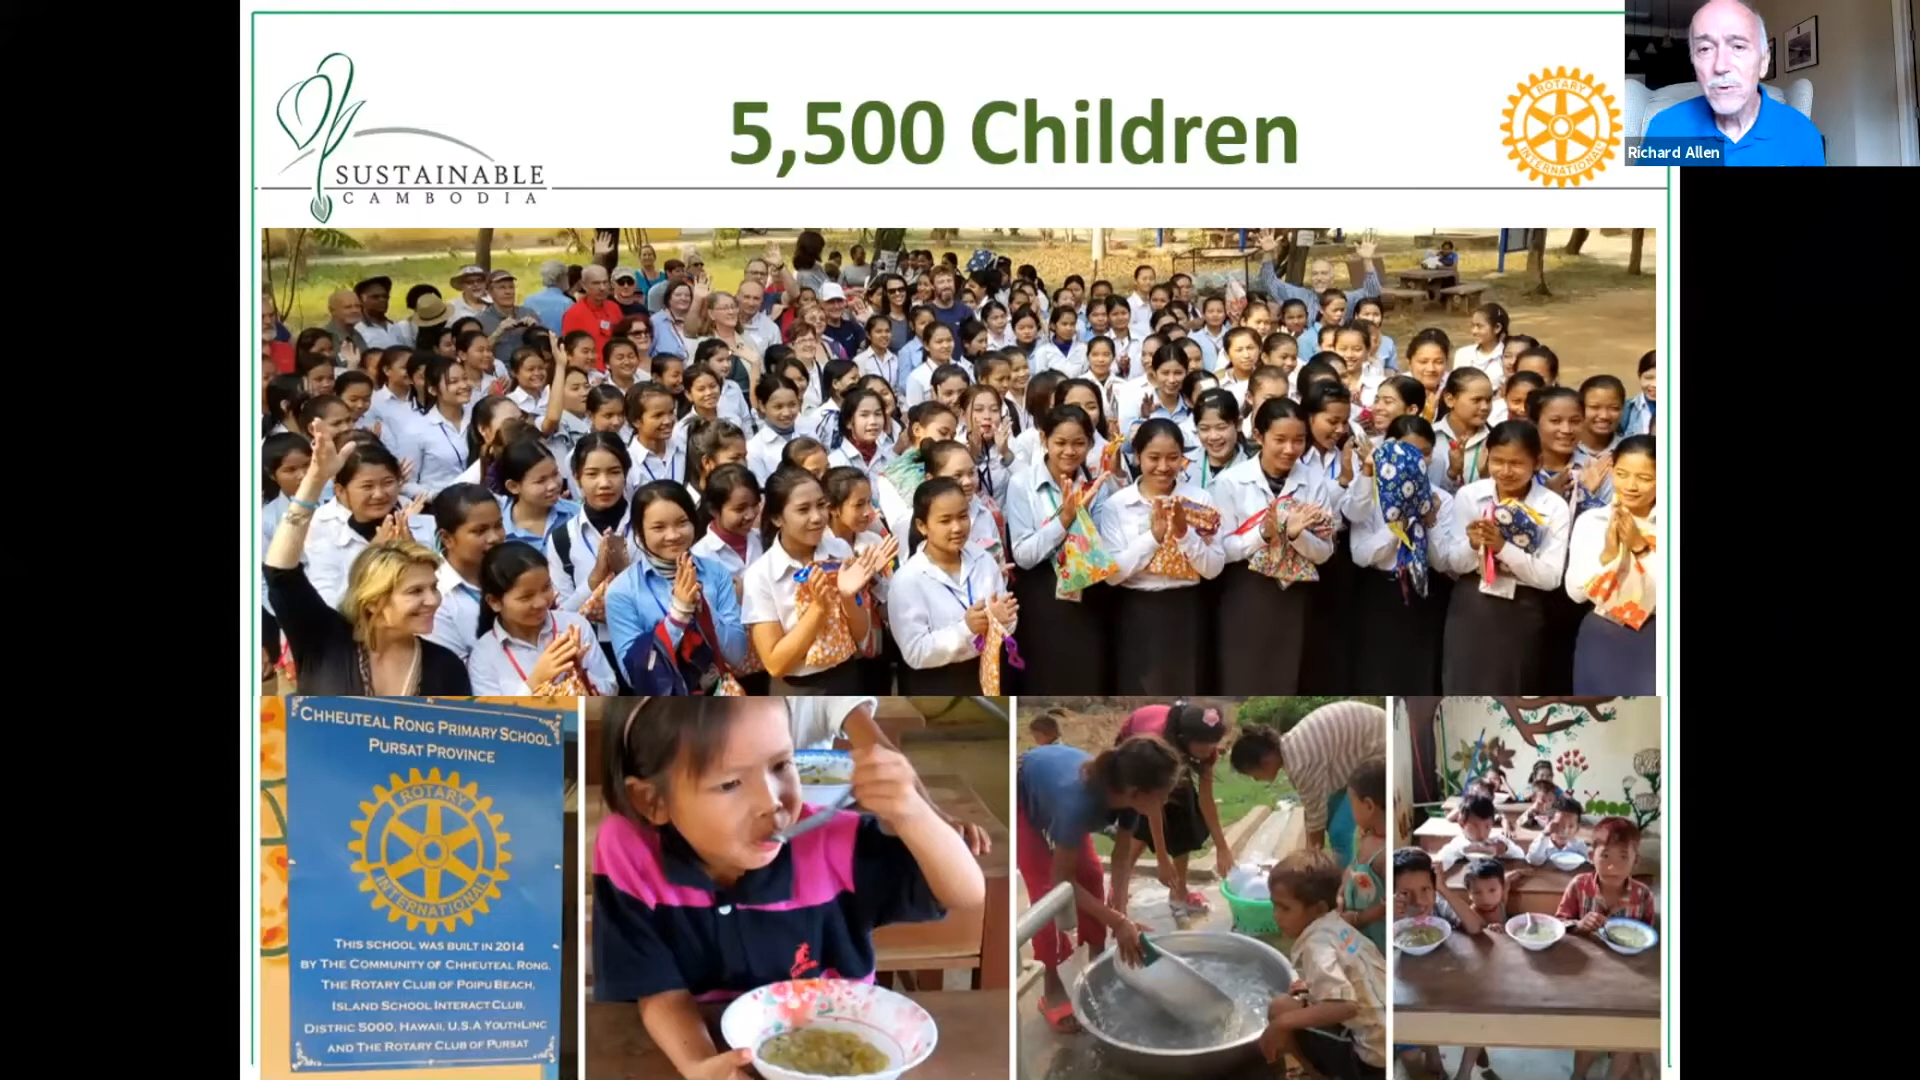 SUSTAINABLE
CAMBODIA
5,500 Children
ROTARY
INTERNATIONAL
Richard Allen
CHHEUTEAL RONG PRIMARY SCHOOL
PURSAT PROVINCE
ROTARY
INTERNATIONAL
THIS SCHOOL WAS BUILT IN 2014
BY THE COMMUNITY OF CHHEUTEAL RONG,
THE ROTARY CLUB OF POIPU BEACH,
ISLAND SCHOOL INTERACT CLUB,
DISTRIC 5000, HAWAII, U.S.A YOUTHLINC
AND THE ROTARY CLUB OF PURSAT